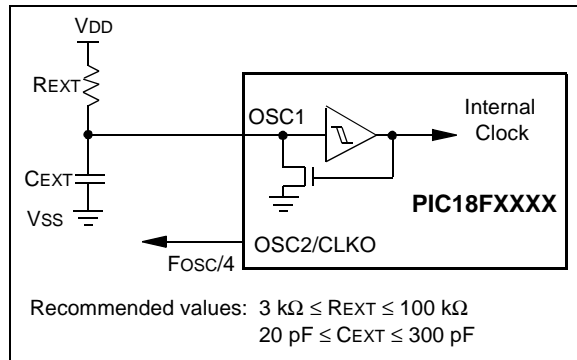 VDD
REXT
OSC1
Internal
Clock
CEXT
PIC18FXXXX
VSS
OSC2/CLKO
FOSC/4
Recommended values: 3 kΩ ≤ REXT ≤ 100 kΩ
20 pF ≤ CEXT ≤ 300 pF